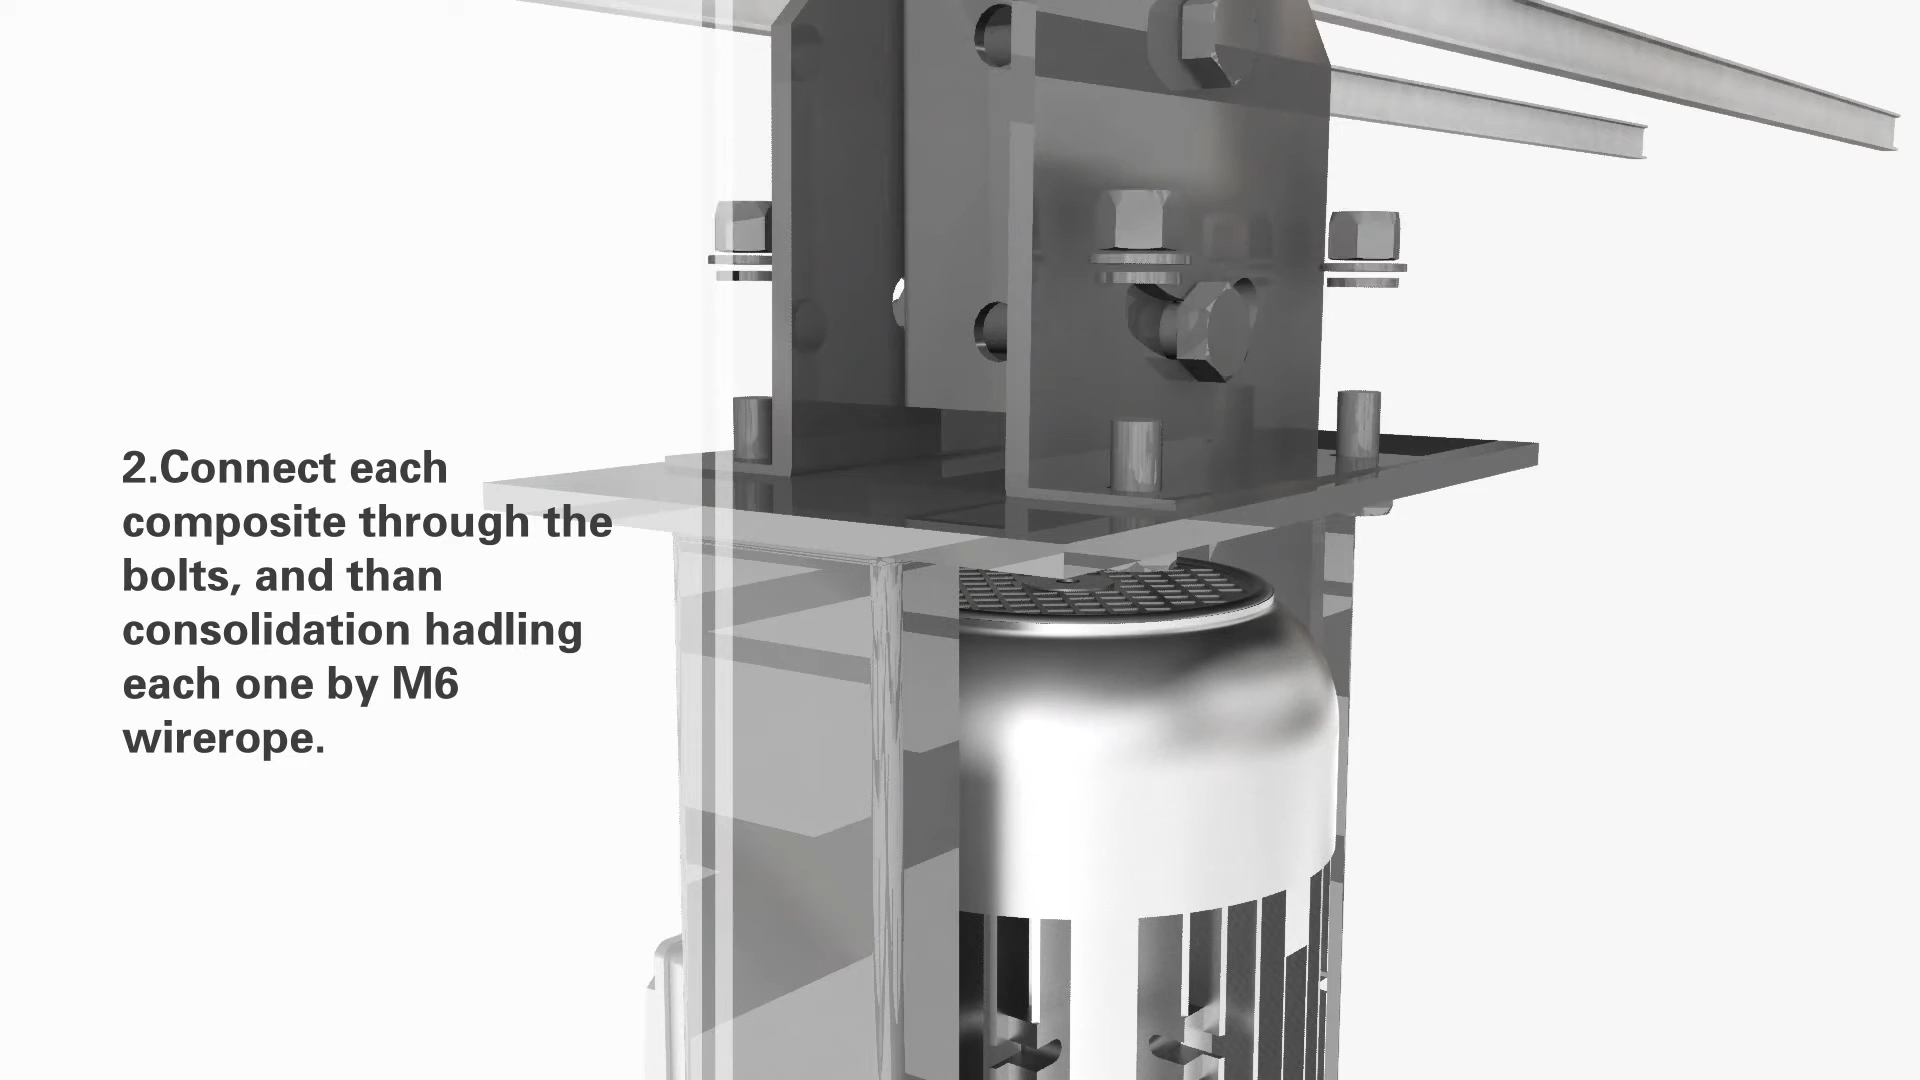 2.Connect each
composite through the
bolts, and than
consolidation hadling
each one by M6
wirerope.